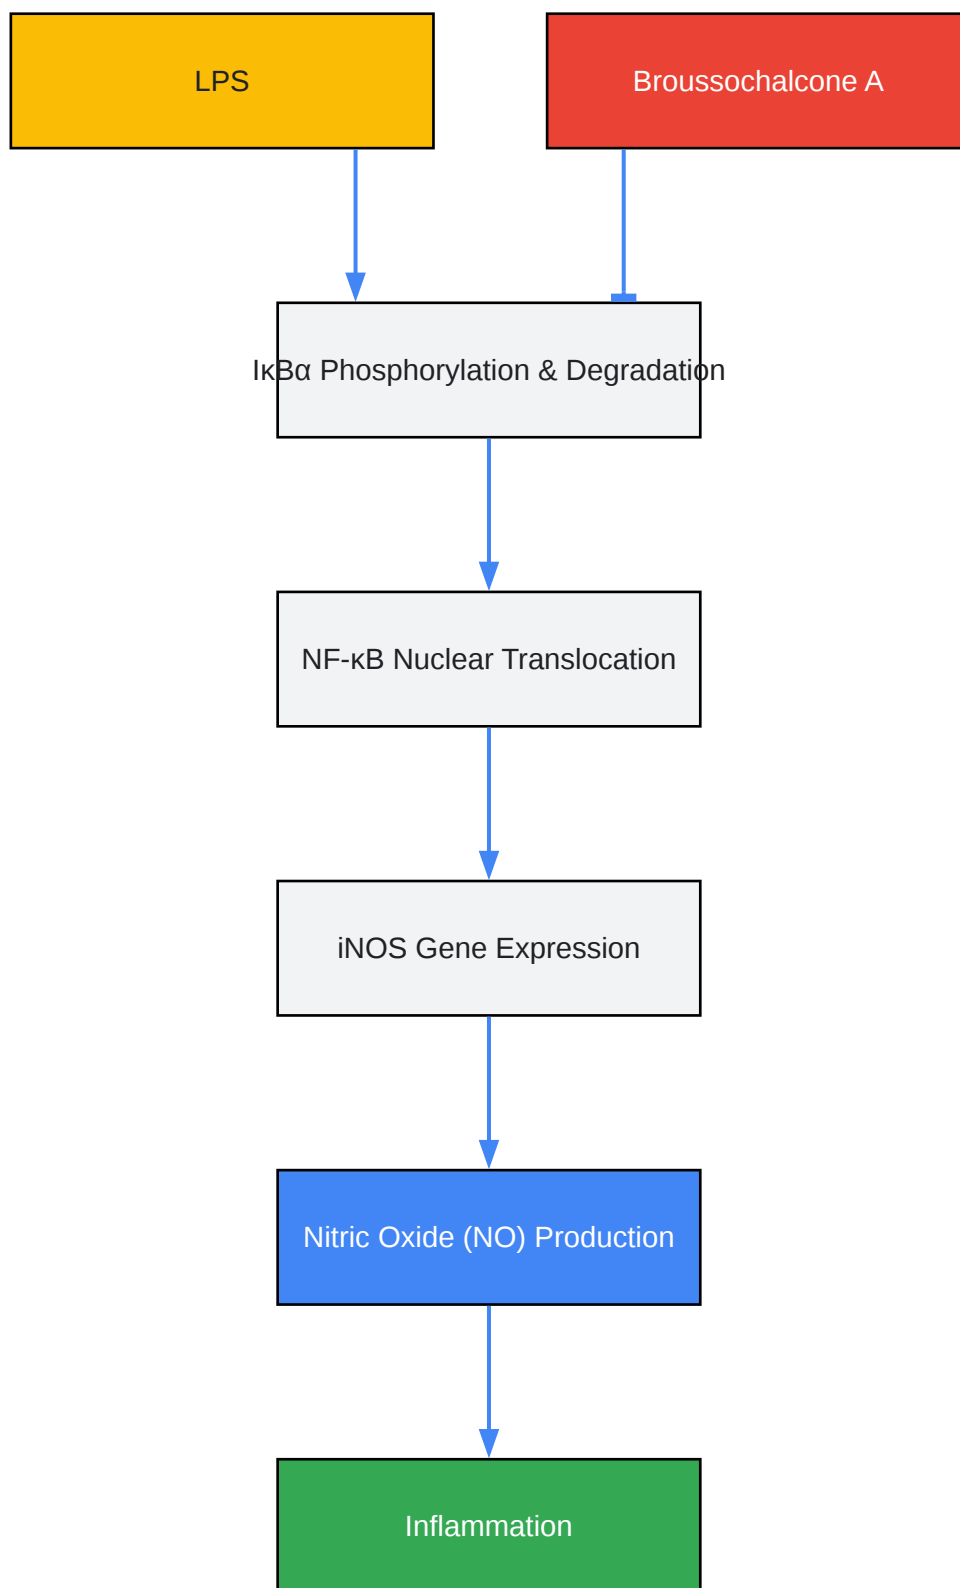 LPS
Broussochalcone A
IκBα Phosphorylation & Degradation
NF-κB Nuclear Translocation
iNOS Gene Expression
Nitric Oxide (NO) Production
Inflammation